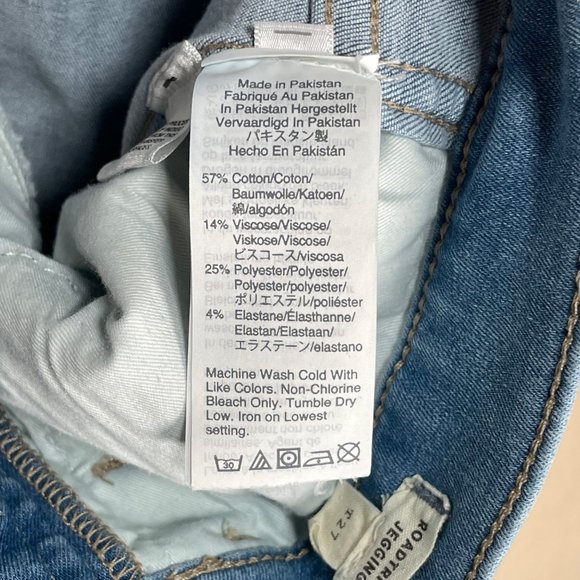 Made in Pakistan
Fabriqué Au Pakistan
In Pakistan Hergestellt
Vervaardigd In Pakistan
パキスタン製
Hecho En Pakistán
57% Cotton/Coton/
Baumwolle/Katoen/
綿/algodón
14% Viscose/Viscose/
Viskose/Viscose/
ビスコース/viscosa
25% Polyester/Polyester/
Polyester/polyester/
ポリエステル/poliéster
4% Elastane/Élasthanne/
Elastan/Elastaan/
エラステーン/elastano
Machine Wash Cold With
Like Colors. Non-Chlorine
Bleach Only. Tumble Dry
Low. Iron on Lowest
setting.
30
T27
ROADTRI
JEGGING